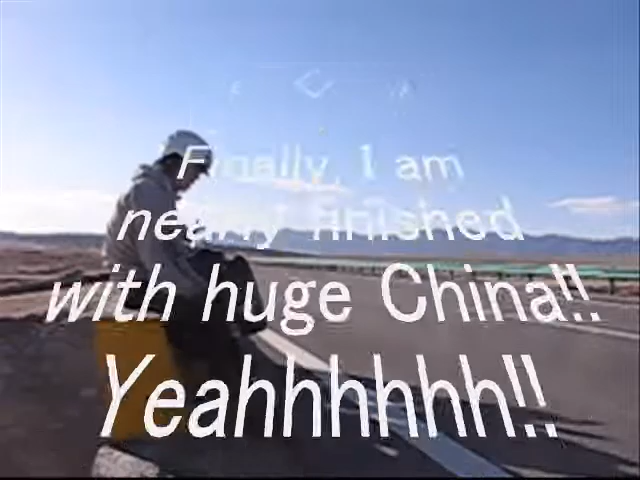 Finally, I am
nearly finished
with huge China!!
Yeahhhhhh!!